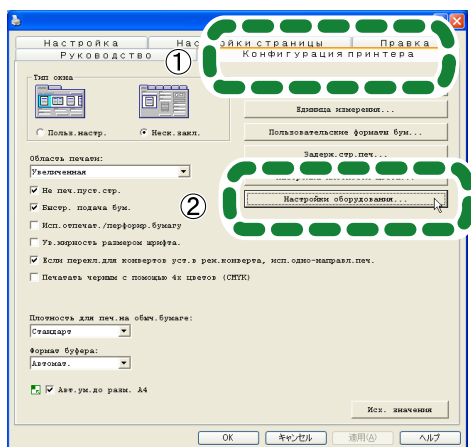 Настройка
Настройки страницы
Правка
Руководство
①
Конфигурация принтера
Тип окна
Польз.настр.
Неск.закл.
Единица измерения...
Пользовательские форматы бум...
Область печати:
Задерж.стр.печ...
Увеличенная
Не печ.пуст.стр.
②
Настройки оборудования...
Быстр. подача бум.
Исп.отпечат./перфорир.бумагу
Ув.жирность размером шрифта.
Если перекл.для конвертов уст.в реж.конверта, исп.одно-направл.печ.
Печатать черным с помощью 4х цветов (CMYK)
Плотность для печ.на обыч.бумаге:
Стандарт
Формат буфера:
Автомат.
Авт.ум.до разм. A4
Исх. значения
OK
キャンセル
適用(A)
ヘルプ